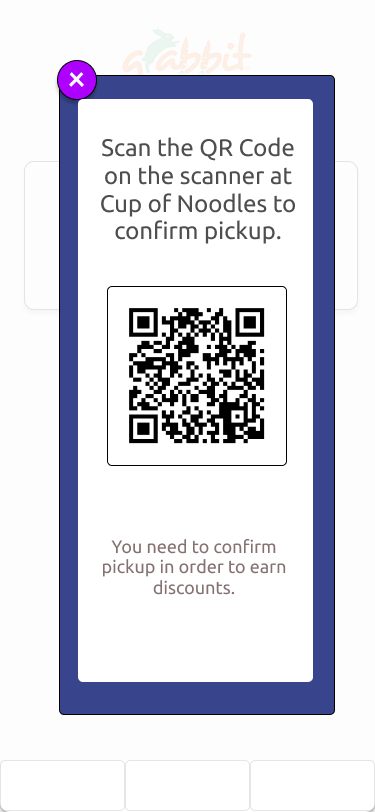 arabbit
Scan the QR Code
on the scanner at
Cup of Noodles to
confirm pickup.
You need to confirm
pickup in order to earn
discounts.